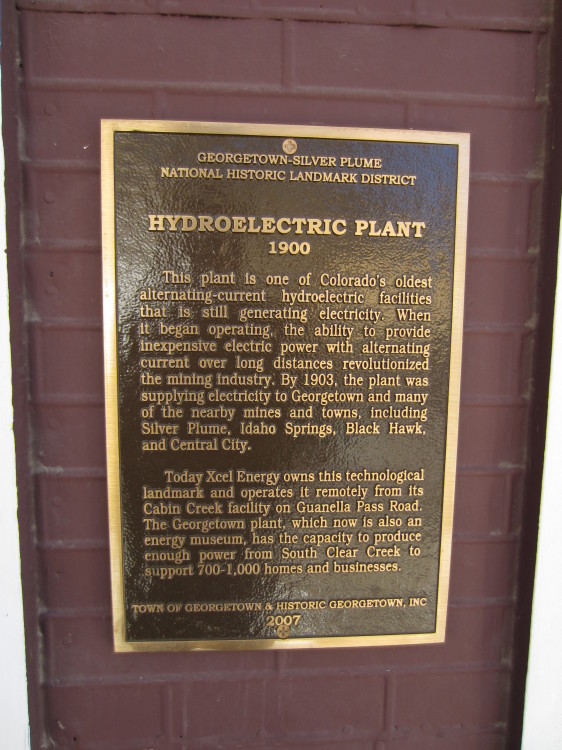 GEORGETOWN-SILVER PLUME
NATIONAL HISTORIC LANDMARK DISTRICT
HYDROELECTRIC PLANT
1900
This plant is one of Colorado's oldest
alternating-current hydroelectric facilities
that is still generating electricity. When
it began operating, the ability to provide
inexpensive electric power with alternating
current over long distances revolutionized
the mining industry. By 1903, the plant was
supplying electricity to Georgetown and many
of the nearby mines and towns, including
Silver Plume, Idaho Springs, Black Hawk,
and Central City.
Today Xcel Energy owns this technological
landmark and operates it remotely from its
Cabin Creek facility on Guanella Pass Road.
The Georgetown plant, which now is also an
energy museum, has the capacity to produce
enough power from South Clear Creek to
support 700-1,000 homes and businesses.
TOWN OF GEORGETOWN & HISTORIC GEORGETOWN, INC
2007